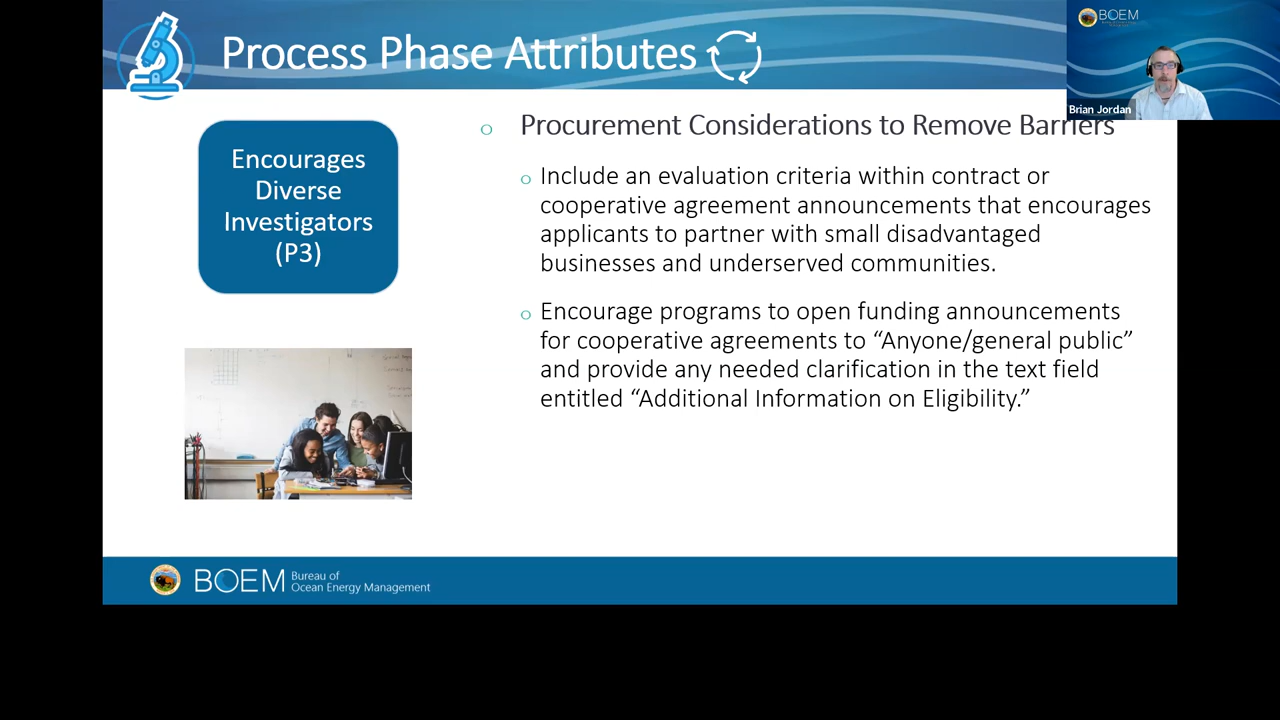 Process Phase Attributes
BOEM
Brian Jordan
Encourages
Diverse
Investigators
(P3)
o Procurement Considerations to Remove Barriers
o Include an evaluation criteria within contract or
cooperative agreement announcements that encourages
applicants to partner with small disadvantaged
businesses and underserved communities.
o Encourage programs to open funding announcements
for cooperative agreements to “Anyone/general public”
and provide any needed clarification in the text field
entitled “Additional Information on Eligibility.”
BOEM
Bureau of
Ocean Energy Management